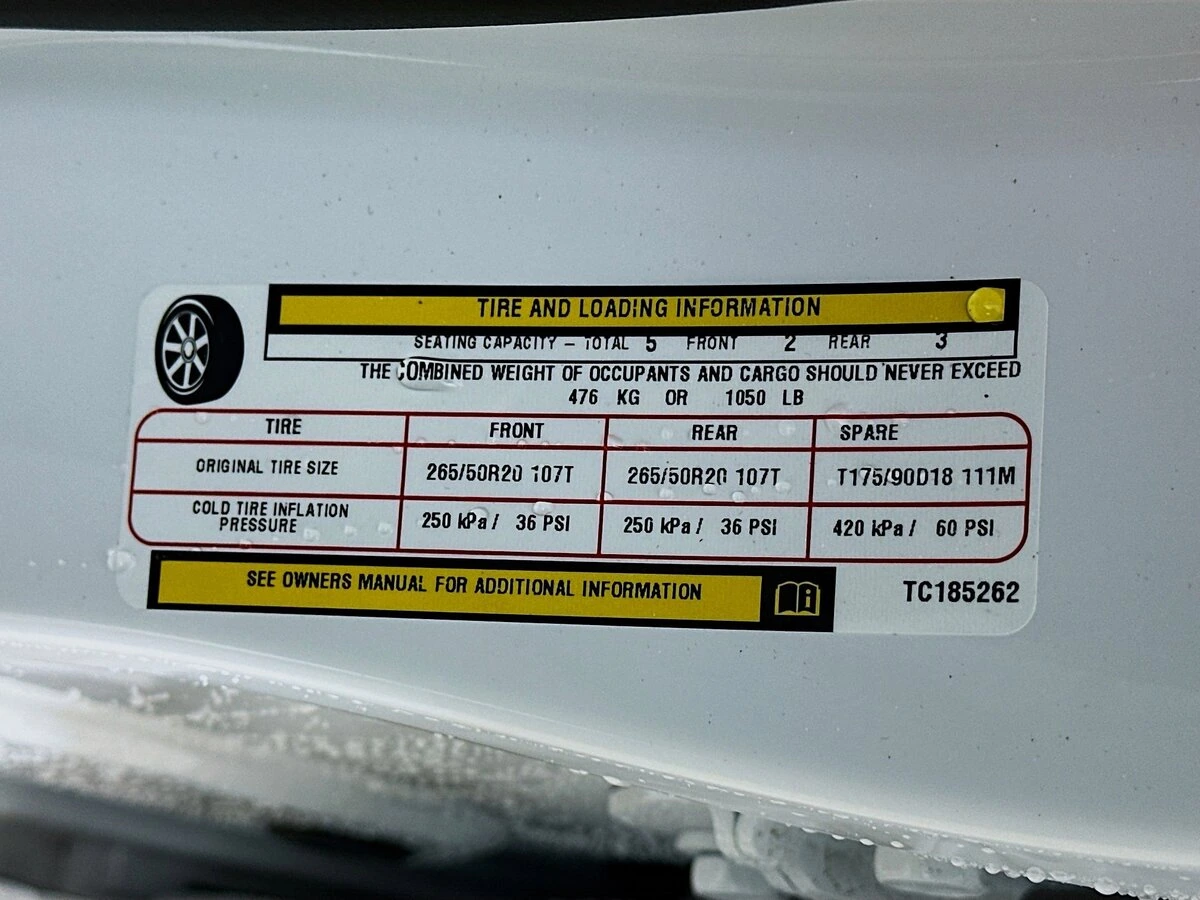 TIRE AND LOADING INFORMATION
SEATING CAPACITY – TOTAL 5 FRONT 2 REAR 3
THE COMBINED WEIGHT OF OCCUPANTS AND CARGO SHOULD NEVER EXCEED
476 KG OR 1050 LB
TIRE FRONT REAR SPARE
ORIGINAL TIRE SIZE 265/50R20 107T 265/50R20 107T T175/90D18 111M
COLD TIRE INFLATION
PRESSURE 250 kPa / 36 PSI 250 kPa / 36 PSI 420 kPa / 60 PSI
SEE OWNERS MANUAL FOR ADDITIONAL INFORMATION
TC185262